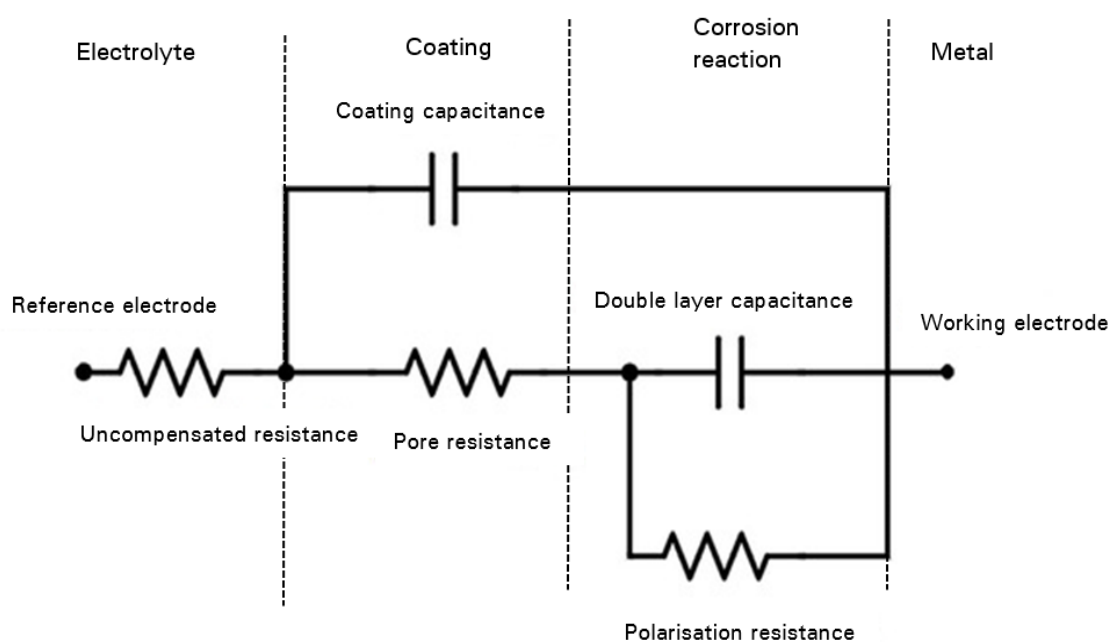 Electrolyte
Coating
Corrosion
reaction
Metal
Coating capacitance
Reference electrode
Double layer capacitance
Working electrode
Uncompensated resistance
Pore resistance
Polarisation resistance